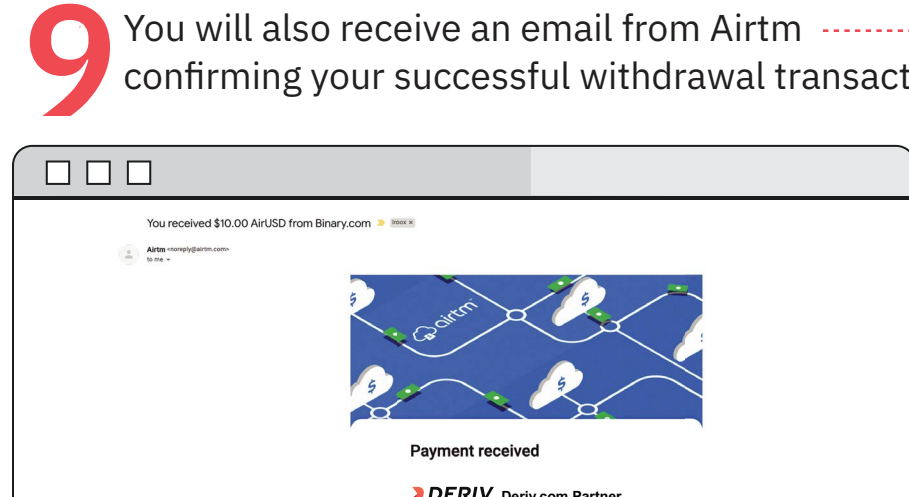 9
You will also receive an email from Airtm
confirming your successful withdrawal transact
You received $10.00 AirUSD from Binary.com Inbox ×
Airtm <noreply@airtm.com>
to me
airtm
$
$
$
$
$
Payment received
DERIV Deriv.com Partner